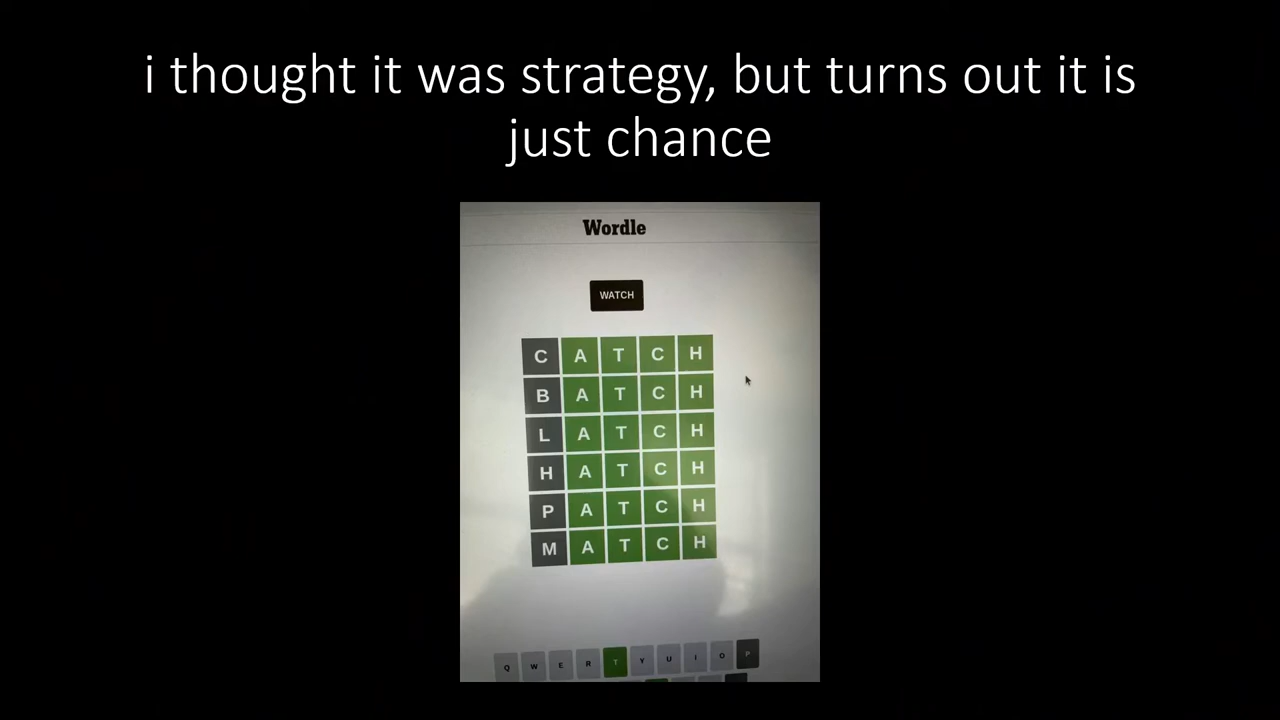 i thought it was strategy, but turns out it is
just chance
Wordle
WATCH
C A T C H
B A T C H
L A T C H
H A T C H
P A T C H
M A T C H
Q W E R T Y U I O P